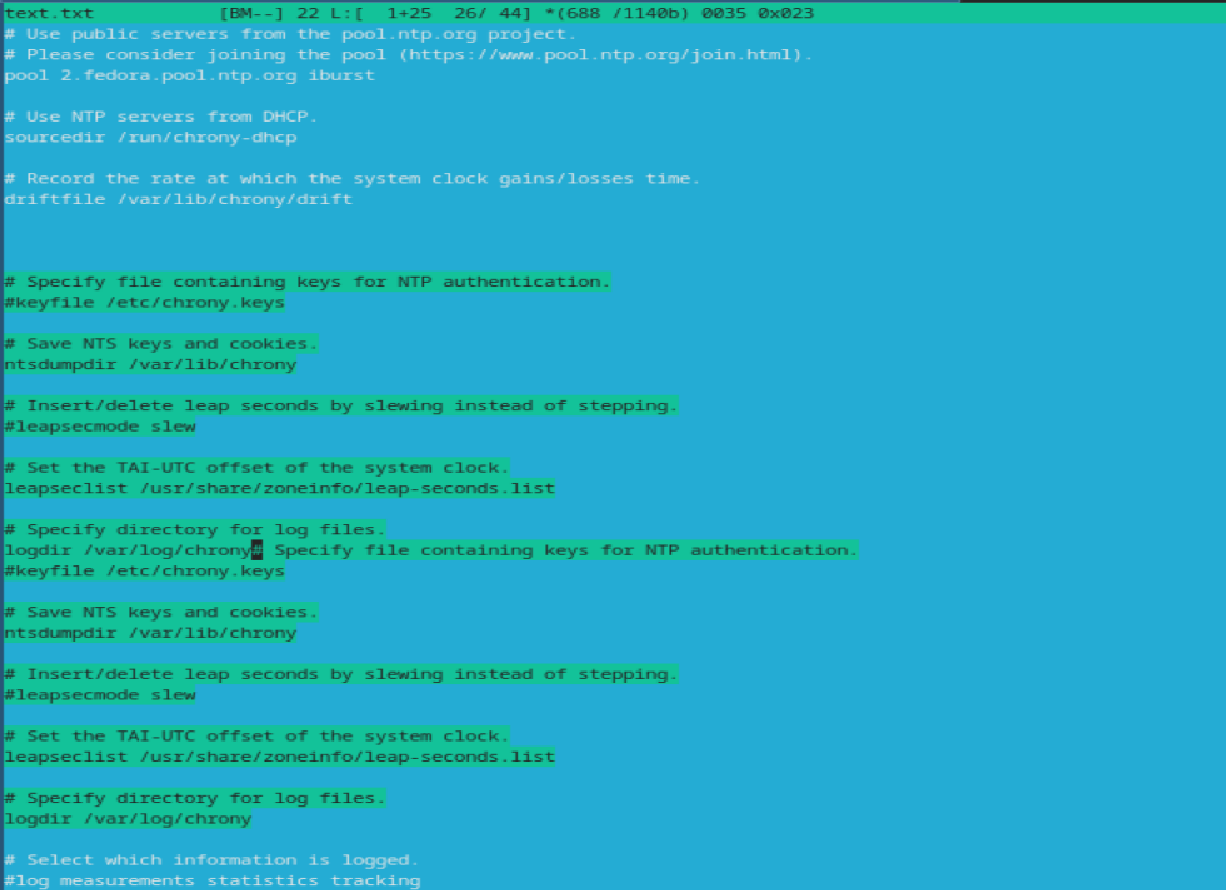 text.txt [BM--] 22 L:[ 1+25 26/ 44] *(688 /1140b) 0035 0x023
# Use public servers from the pool.ntp.org project.
# Please consider joining the pool (https://www.pool.ntp.org/join.html).
pool 2.fedora.pool.ntp.org iburst
# Use NTP servers from DHCP.
sourcedir /run/chrony-dhcp
# Record the rate at which the system clock gains/losses time.
driftfile /var/lib/chrony/drift
# Specify file containing keys for NTP authentication.
#keyfile /etc/chrony.keys
# Save NTS keys and cookies.
ntsdumpdir /var/lib/chrony
# Insert/delete leap seconds by slewing instead of stepping.
#leapsecmode slew
# Set the TAI-UTC offset of the system clock.
leapseclist /usr/share/zoneinfo/leap-seconds.list
# Specify directory for log files.
logdir /var/log/chrony# Specify file containing keys for NTP authentication.
#keyfile /etc/chrony.keys
# Save NTS keys and cookies.
ntsdumpdir /var/lib/chrony
# Insert/delete leap seconds by slewing instead of stepping.
#leapsecmode slew
# Set the TAI-UTC offset of the system clock.
leapseclist /usr/share/zoneinfo/leap-seconds.list
# Specify directory for log files.
logdir /var/log/chrony
# Select which information is logged.
#log measurements statistics tracking